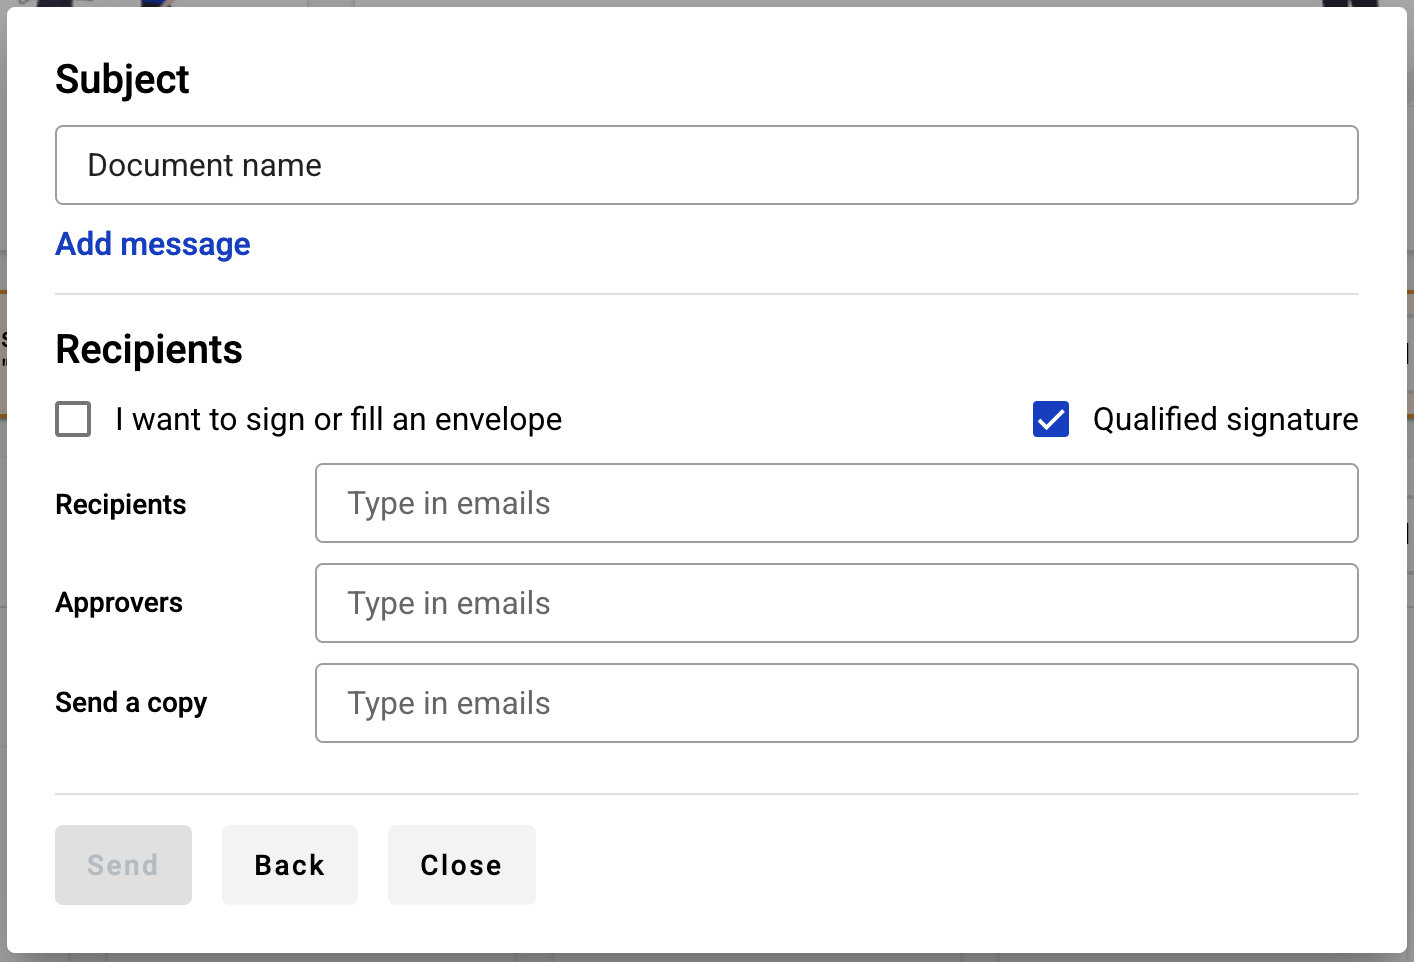 Subject
Document name
Add message
Recipients
I want to sign or fill an envelope
Qualified signature
Recipients
Type in emails
Approvers
Type in emails
Send a copy
Type in emails
Send
Back
Close